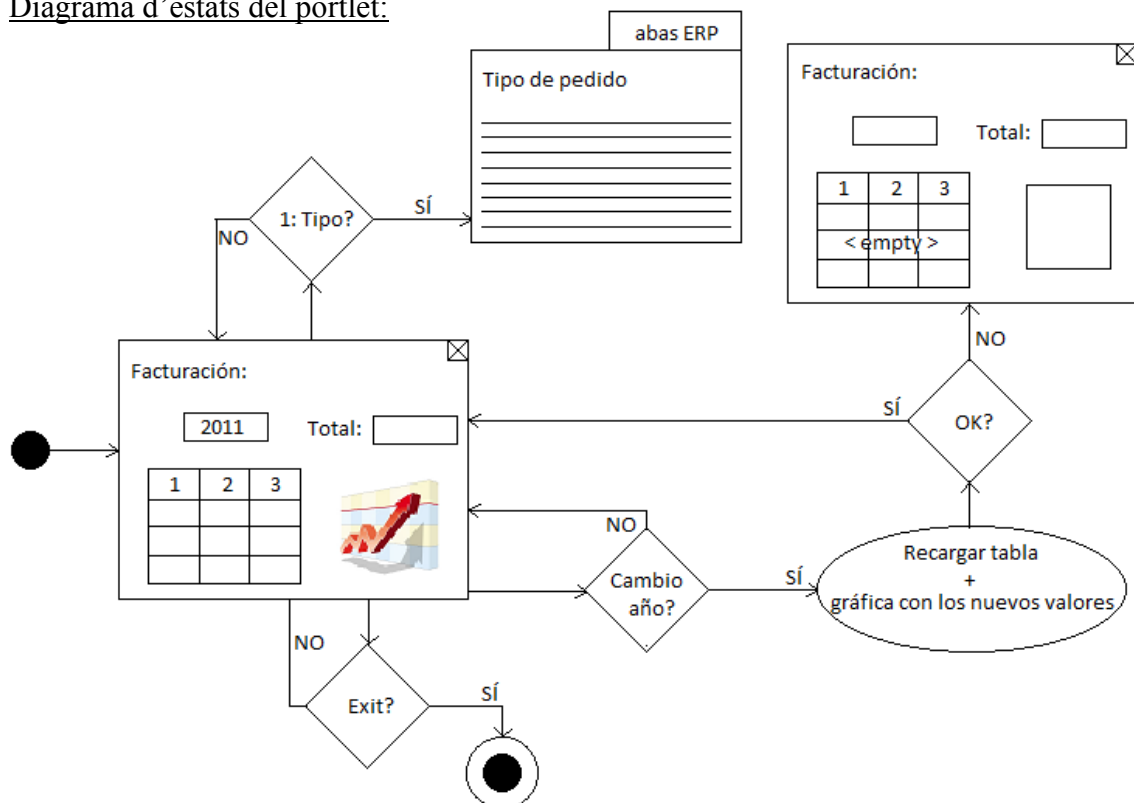 Diagrama d'estats del portlet:
abas ERP
Tipo de pedido
1: Tipo?
SÍ
NO
Facturación:
Total:
1 2 3
< empty >
NO
OK?
SÍ
Facturación:
2011 Total:
1 2 3
NO
Cambio
año?
SÍ
Recargar tabla
+
gráfica con los nuevos valores
NO
Exit?
SÍ